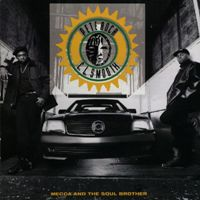 PETE ROCK
& C.L. SMOOTH
MECCA AND THE SOUL BROTHER